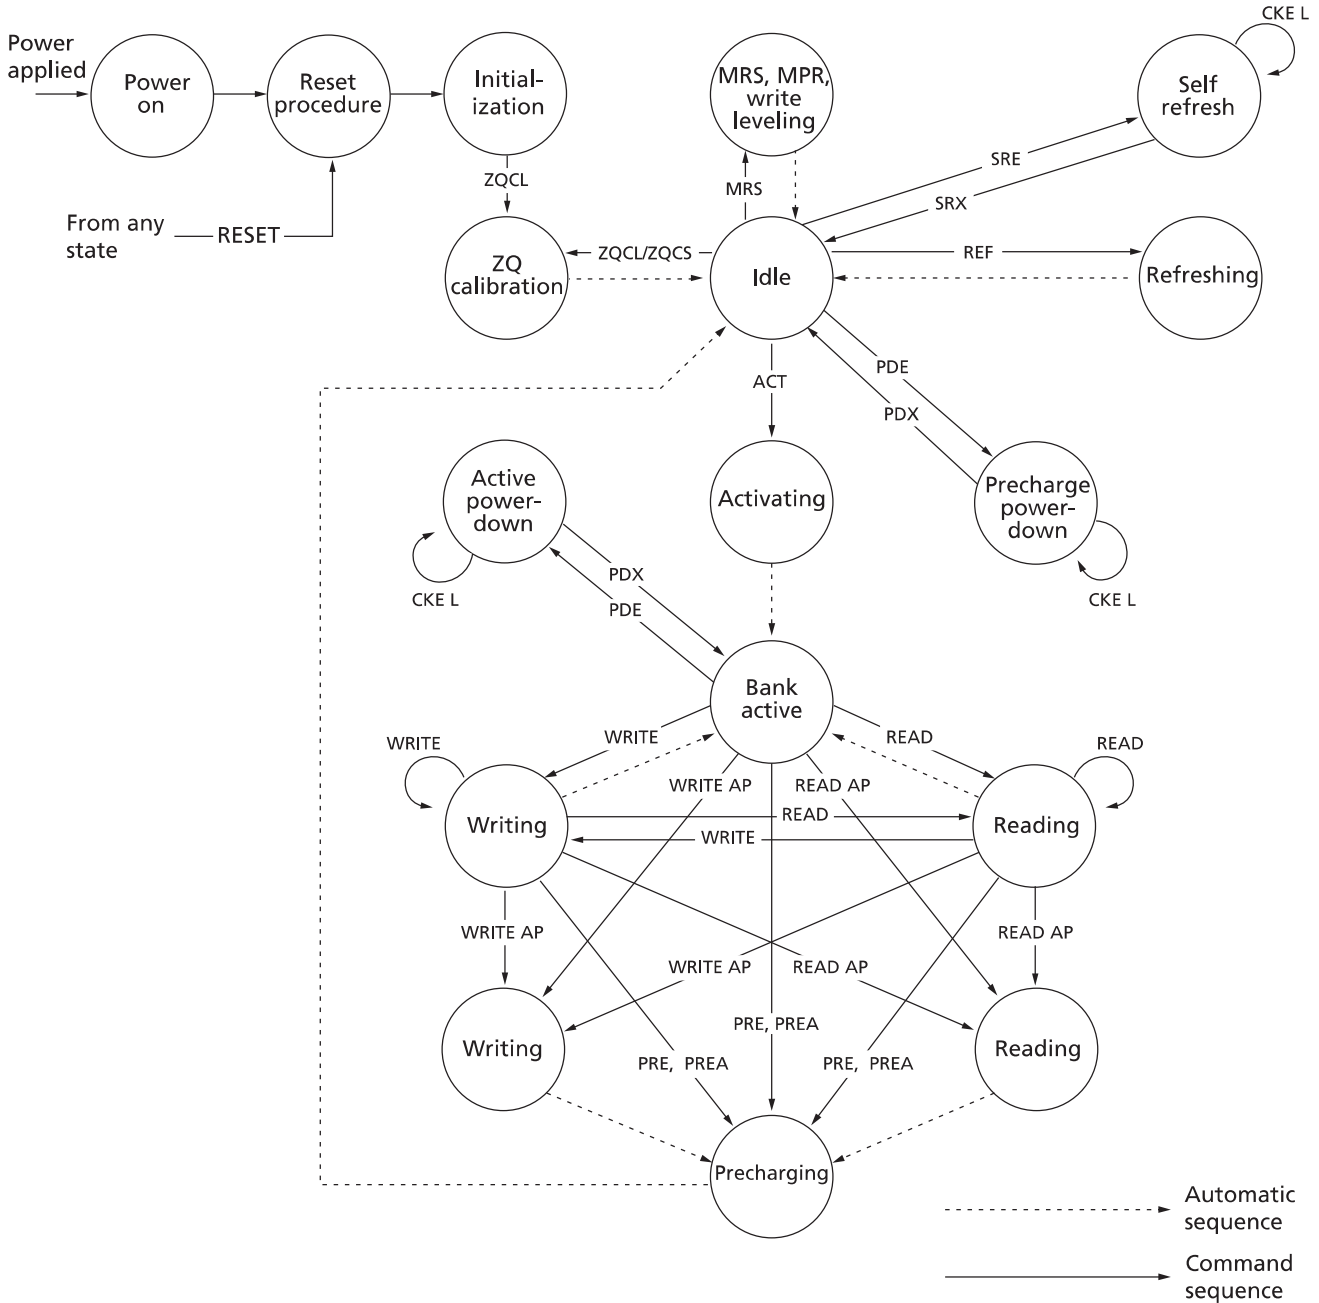 CKE L
Power
applied
Power
on
Reset
procedure
Initial-
ization
MRS, MPR,
write
leveling
Self
refresh
SRE
ZQCL
MRS
SRX
From any
state
RESET
ZQCL/ZQCS
REF
ZQ
calibration
Idle
Refreshing
PDE
ACT
PDX
Active
power-
down
Activating
Precharge
power-
down
PDX
CKE L
PDE
CKE L
Bank
active
WRITE
WRITE
READ
READ
WRITE AP
READ AP
Writing
READ
Reading
WRITE
WRITE AP
READ AP
WRITE AP
READ AP
PRE, PREA
Writing
PRE, PREA
PRE, PREA
Reading
Precharging
Automatic
sequence
Command
sequence